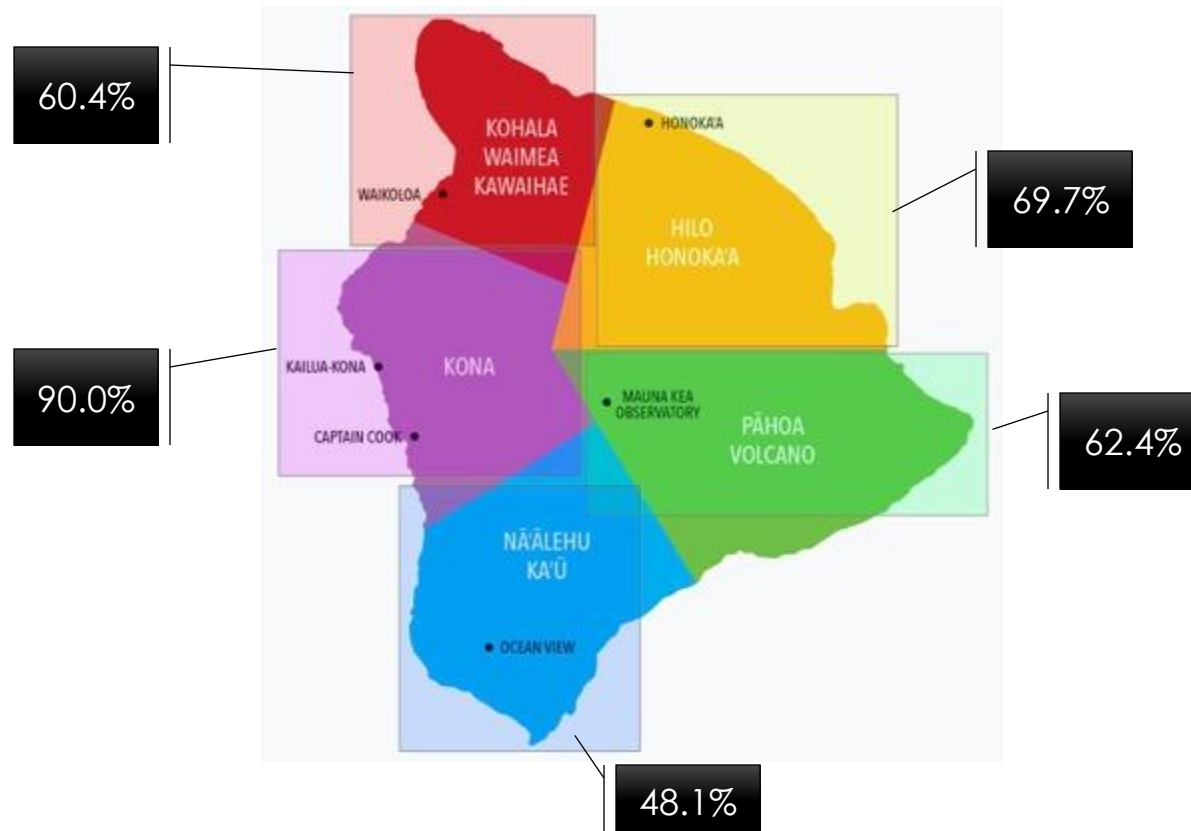 60.4%
KOHALA
WAIMEA
KAWAIHAE
HONOKA'A
WAIKOLOA
69.7%
HILO
HONOKA'A
90.0%
KAILUA-KONA
KONA
CAPTAIN COOK
MAUNA KEA
OBSERVATORY
PĀHOA
VOLCANO
62.4%
NĀ'ĀLEHU
KA'Ū
OCEAN VIEW
48.1%